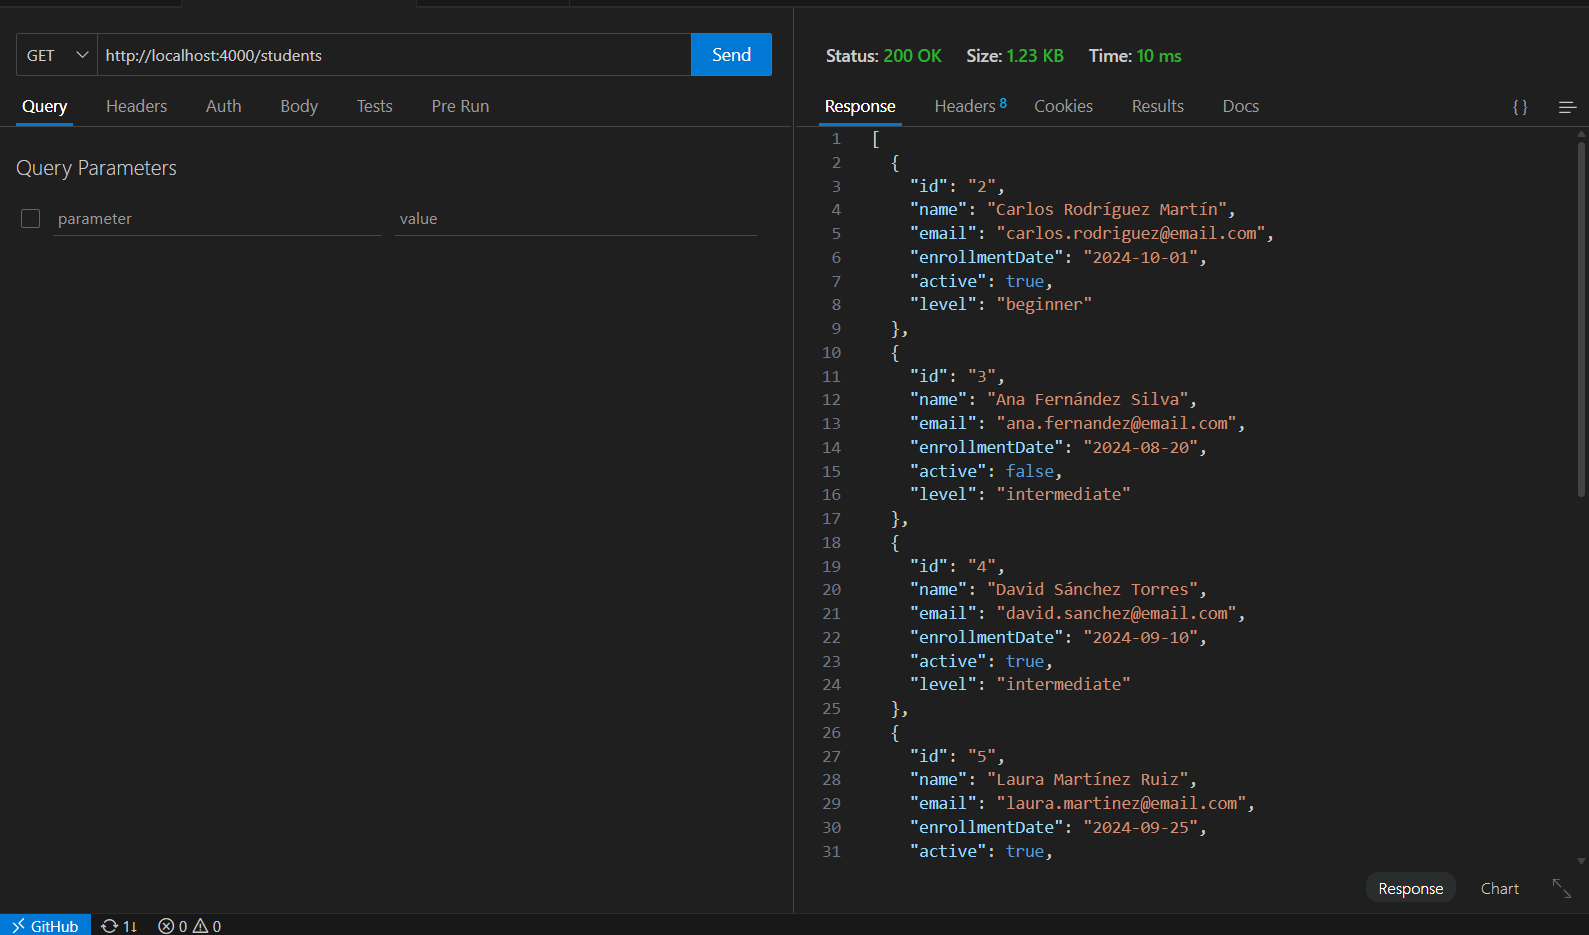 GET http://localhost:4000/students Send
Query Headers Auth Body Tests Pre Run
Query Parameters
parameter value
Status: 200 OK Size: 1.23 KB Time: 10 ms
Response Headers 8 Cookies Results Docs { }
1 [
2 {
3 "id": "2",
4 "name": "Carlos Rodríguez Martín",
5 "email": "carlos.rodriguez@email.com",
6 "enrollmentDate": "2024-10-01",
7 "active": true,
8 "level": "beginner"
9 },
10 {
11 "id": "3",
12 "name": "Ana Fernández Silva",
13 "email": "ana.fernandez@email.com",
14 "enrollmentDate": "2024-08-20",
15 "active": false,
16 "level": "intermediate"
17 },
18 {
19 "id": "4",
20 "name": "David Sánchez Torres",
21 "email": "david.sanchez@email.com",
22 "enrollmentDate": "2024-09-10",
23 "active": true,
24 "level": "intermediate"
25 },
26 {
27 "id": "5",
28 "name": "Laura Martínez Ruiz",
29 "email": "laura.martinez@email.com",
30 "enrollmentDate": "2024-09-25",
31 "active": true,
Response Chart
GitHub 1↓ 0 0